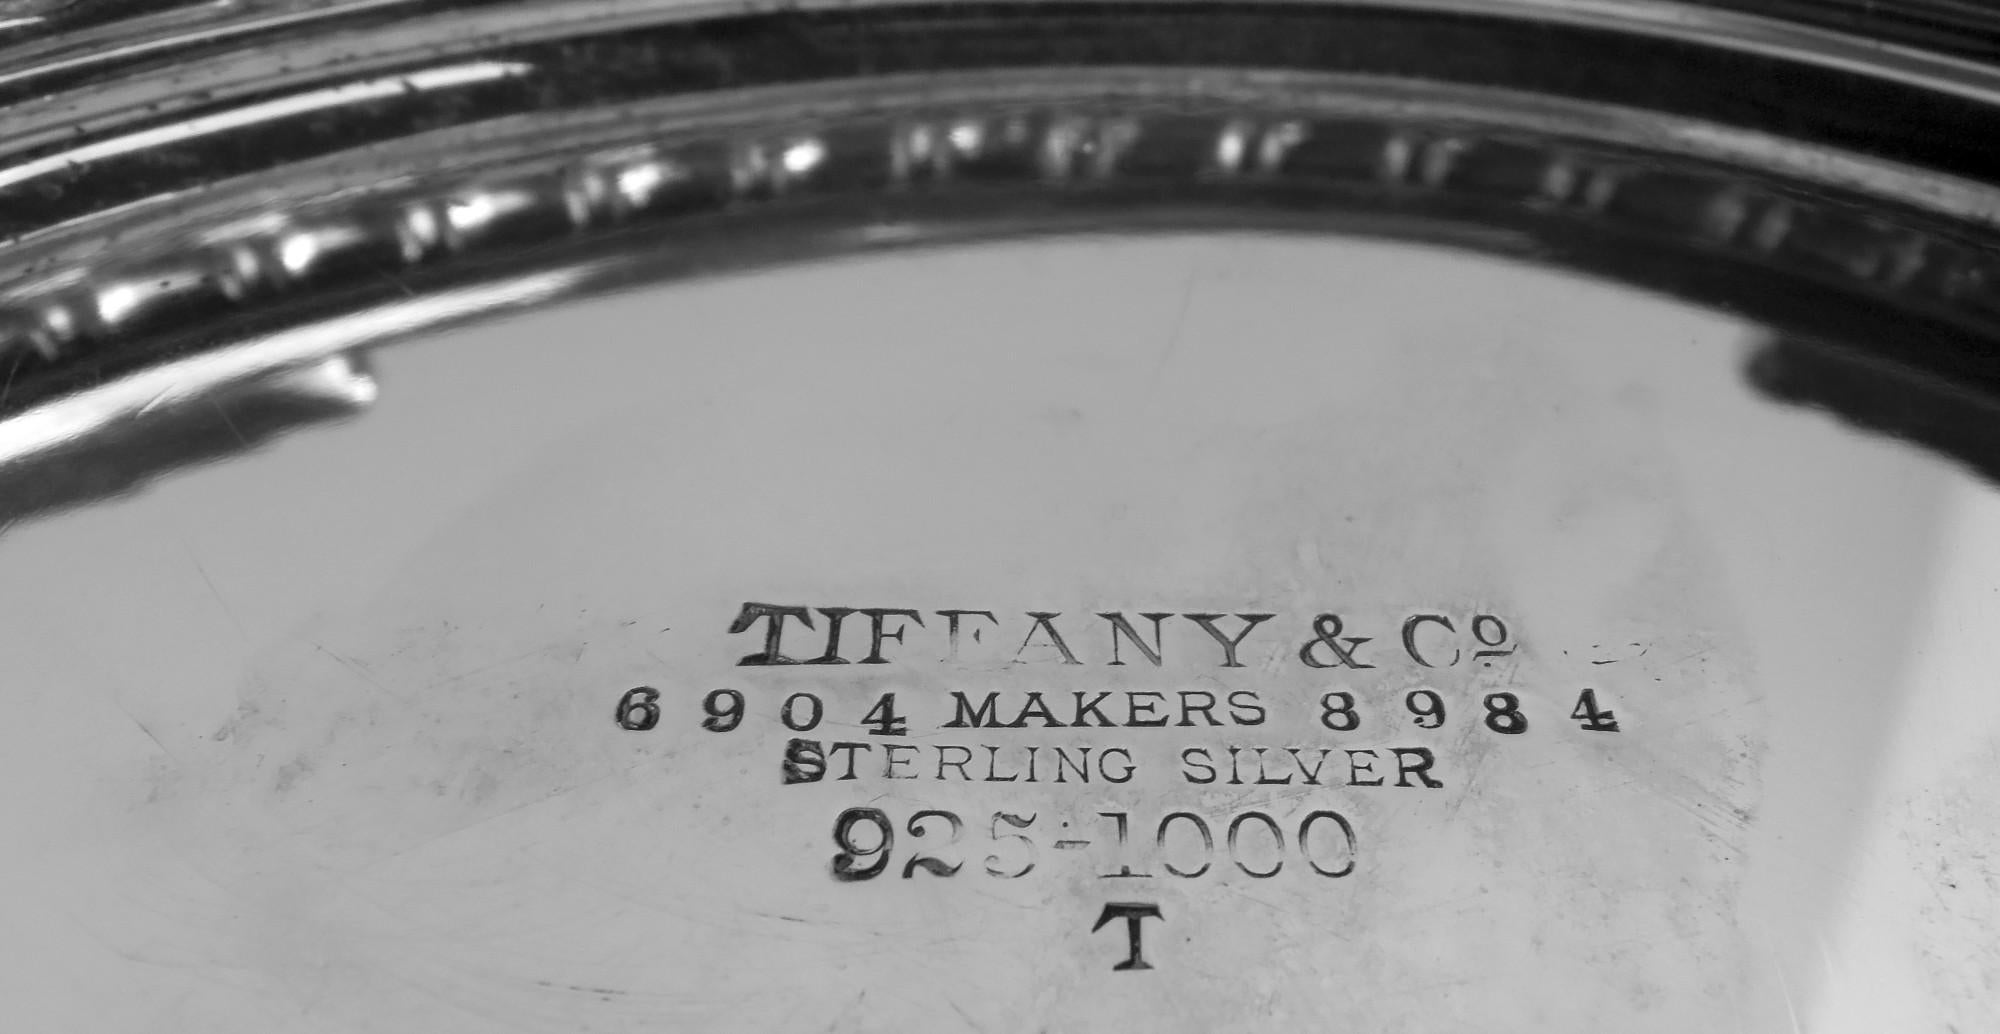 TIFFANY & Cº
6904 MAKERS 8984
STERLING SILVER
925-1000
T